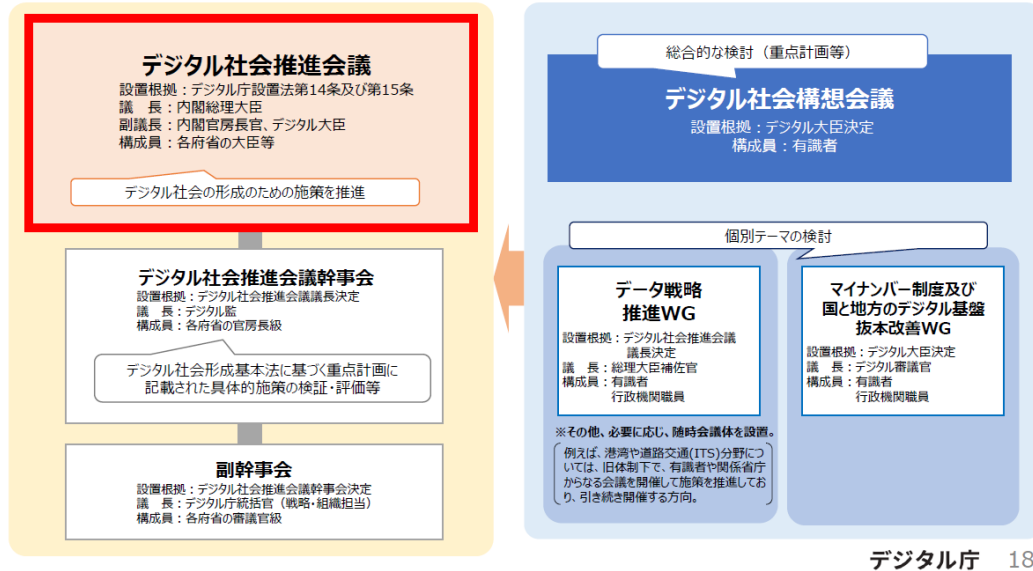 デジタル社会推進会議
設置根拠：デジタル庁設置法第14条及び第15条
議　長：内閣総理大臣
副議長：内閣官房長官、デジタル大臣
構成員：各府省の大臣等
デジタル社会の形成のための施策を推進
デジタル社会推進会議幹事会
設置根拠：デジタル社会推進会議議長決定
議　長：デジタル監
構成員：各府省の官房長級
デジタル社会形成基本法に基づく重点計画に
記載された具体的施策の検証・評価等
副幹事会
設置根拠：デジタル社会推進会議幹事会決定
議　長：デジタル庁統括官（戦略・組織担当）
構成員：各府省の審議官級
総合的な検討（重点計画等）
デジタル社会構想会議
設置根拠：デジタル大臣決定
構成員：有識者
個別テーマの検討
データ戦略
推進WG
設置根拠：デジタル社会推進会議
議長決定
議　長：総理大臣補佐官
構成員：有識者
行政機関職員
※その他、必要に応じ、随時会議体を設置。
例えば、港湾や道路交通(ITS)分野につ
いては、旧体制下で、有識者や関係省庁
からなる会議を開催して施策を推進してお
り、引き続き開催する方向。
マイナンバー制度及び
国と地方のデジタル基盤
抜本改善WG
設置根拠：デジタル大臣決定
議　長：デジタル審議官
構成員：有識者
行政機関職員
デジタル庁　18